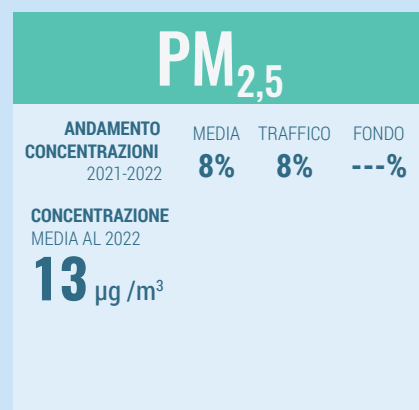 PM2,5
ANDAMENTO
CONCENTRAZIONI
2021-2022
MEDIA TRAFFICO FONDO
8% 8% ---%
CONCENTRAZIONE
MEDIA AL 2022
13 μg /m³